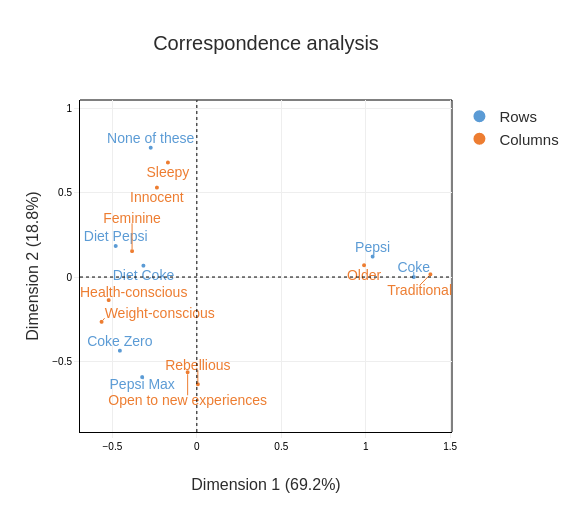 Correspondence analysis
Rows
Columns
1
0.5
0
−0.5
None of these
Sleepy
Innocent
Feminine
Diet Pepsi
Diet Coke
Pepsi
Older
Coke
Traditional
Health-conscious
Weight-conscious
Coke Zero
Rebellious
Pepsi Max
Open to new experiences
−0.5
0
0.5
1
1.5
Dimension 1 (69.2%)
Dimension 2 (18.8%)